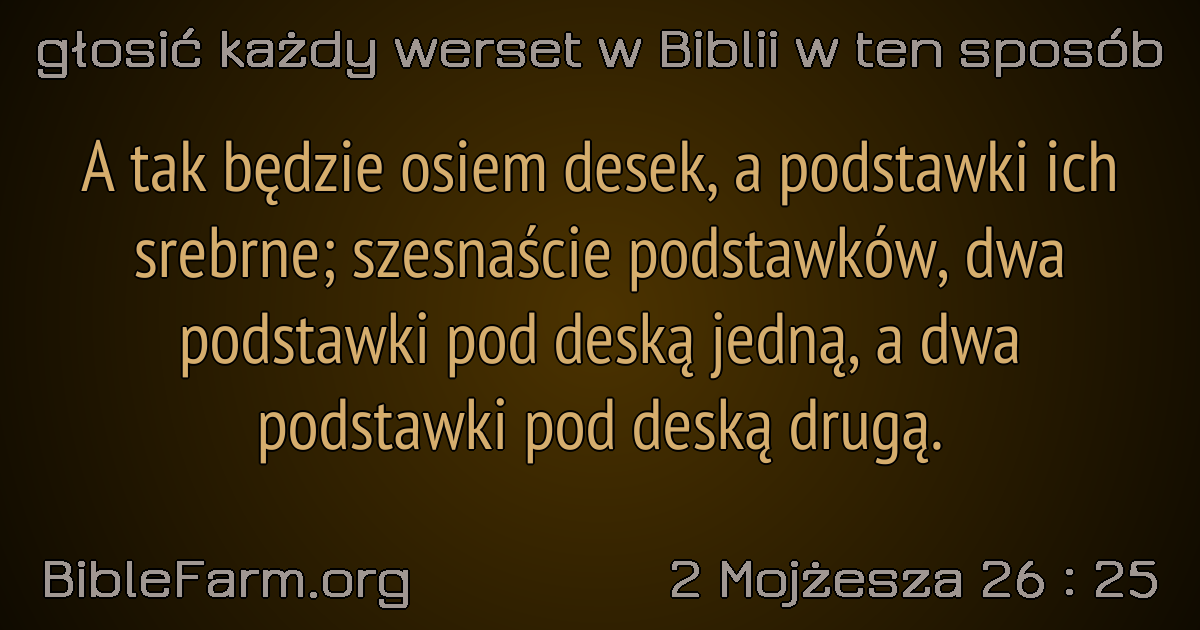 głosić każdy werset w Biblii w ten sposób
A tak będzie osiem desek, a podstawki ich
srebrne; szesnaście podstawków, dwa
podstawki pod deską jedną, a dwa
podstawki pod deską drugą.
BibleFarm.org
2 Mojżesza 26 : 25